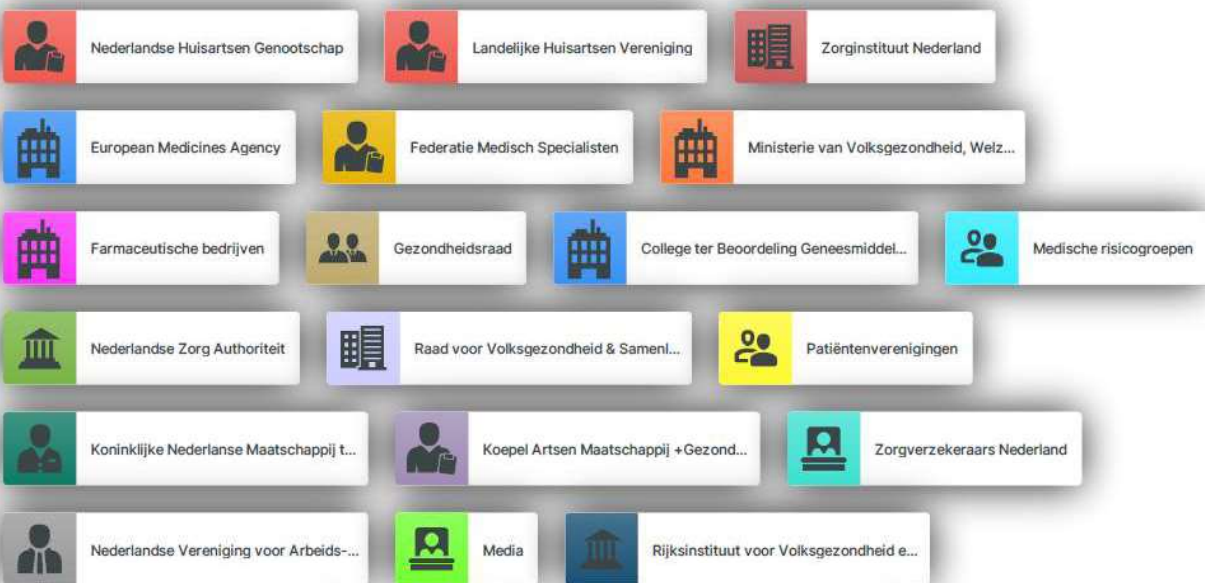 Nederlandse Huisartsen Genootschap
Landelijke Huisartsen Vereniging
Zorginstituut Nederland
European Medicines Agency
Federatie Medisch Specialisten
Ministerie van Volksgezondheid, Welz...
Farmaceutische bedrijven
Gezondheidsraad
College ter Beoordeling Geneesmiddel...
Medische risicogroepen
Nederlandse Zorg Authoriteit
Raad voor Volksgezondheid & Samenl...
Patiëntenverenigingen
Koninklijke Nederlanse Maatschappij t...
Koepel Artsen Maatschappij +Gezond...
Zorgverzekeraars Nederland
Nederlandse Vereniging voor Arbeids-...
Media
Rijksinstituut voor Volksgezondheid e...